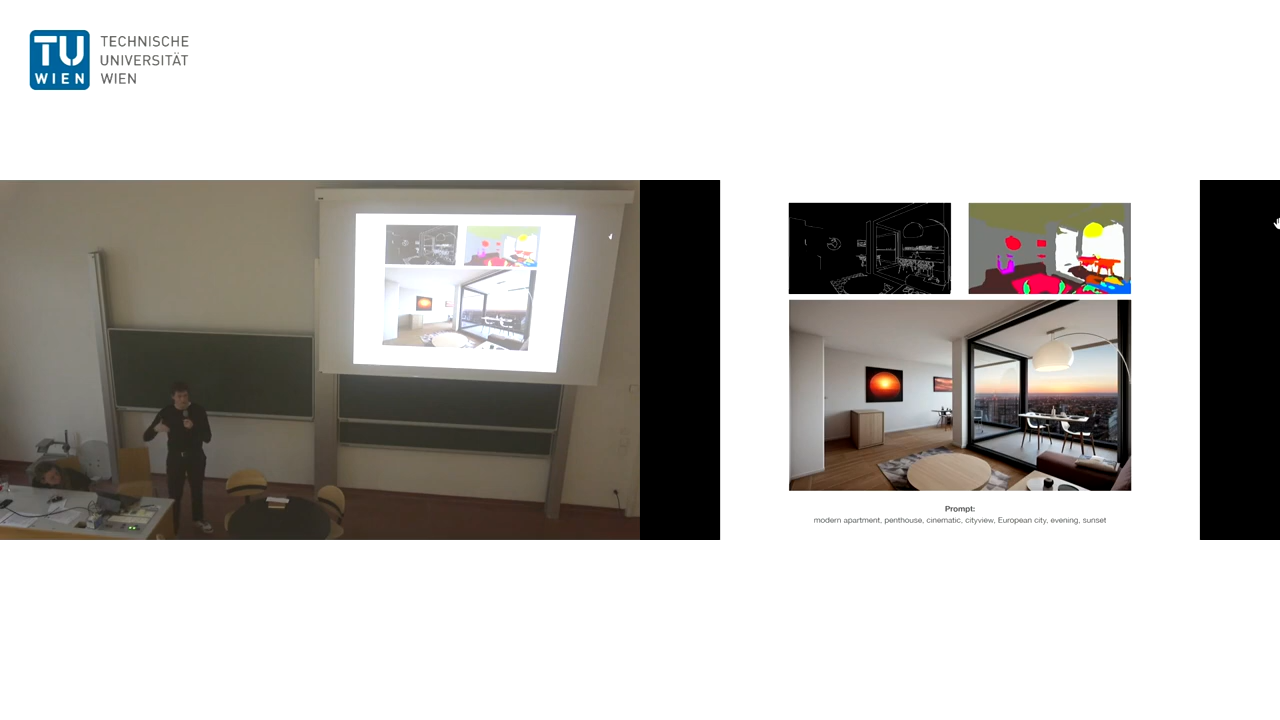 TU
WIEN
TECHNISCHE
UNIVERSITÄT
WIEN
Prompt:
modern apartment, penthouse, cinematic, cityview, European city, evening, sunset